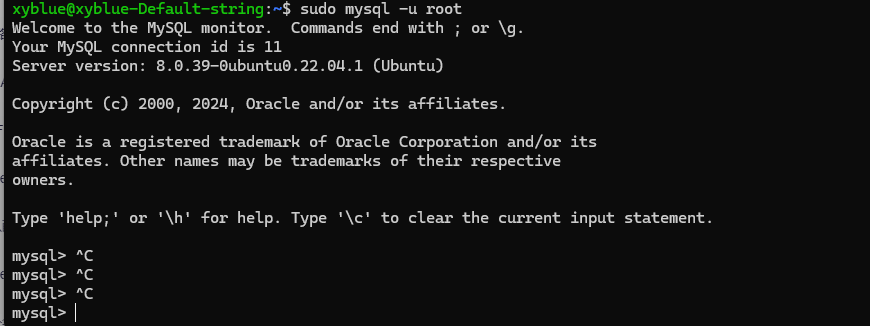 xyblue@xyblue-Default-string:~$ sudo mysql -u root
Welcome to the MySQL monitor.  Commands end with ; or \g.
Your MySQL connection id is 11
Server version: 8.0.39-0ubuntu0.22.04.1 (Ubuntu)
Copyright (c) 2000, 2024, Oracle and/or its affiliates.
Oracle is a registered trademark of Oracle Corporation and/or its
affiliates. Other names may be trademarks of their respective
owners.
Type 'help;' or '\h' for help. Type '\c' to clear the current input statement.
mysql> ^C
mysql> ^C
mysql> ^C
mysql>